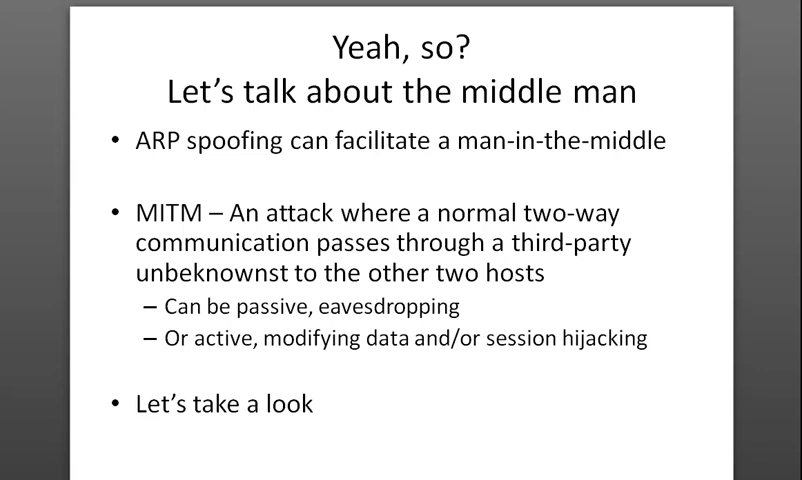 Yeah, so?
Let's talk about the middle man
• ARP spoofing can facilitate a man-in-the-middle
• MITM – An attack where a normal two-way
communication passes through a third-party
unbeknownst to the other two hosts
– Can be passive, eavesdropping
– Or active, modifying data and/or session hijacking
• Let's take a look